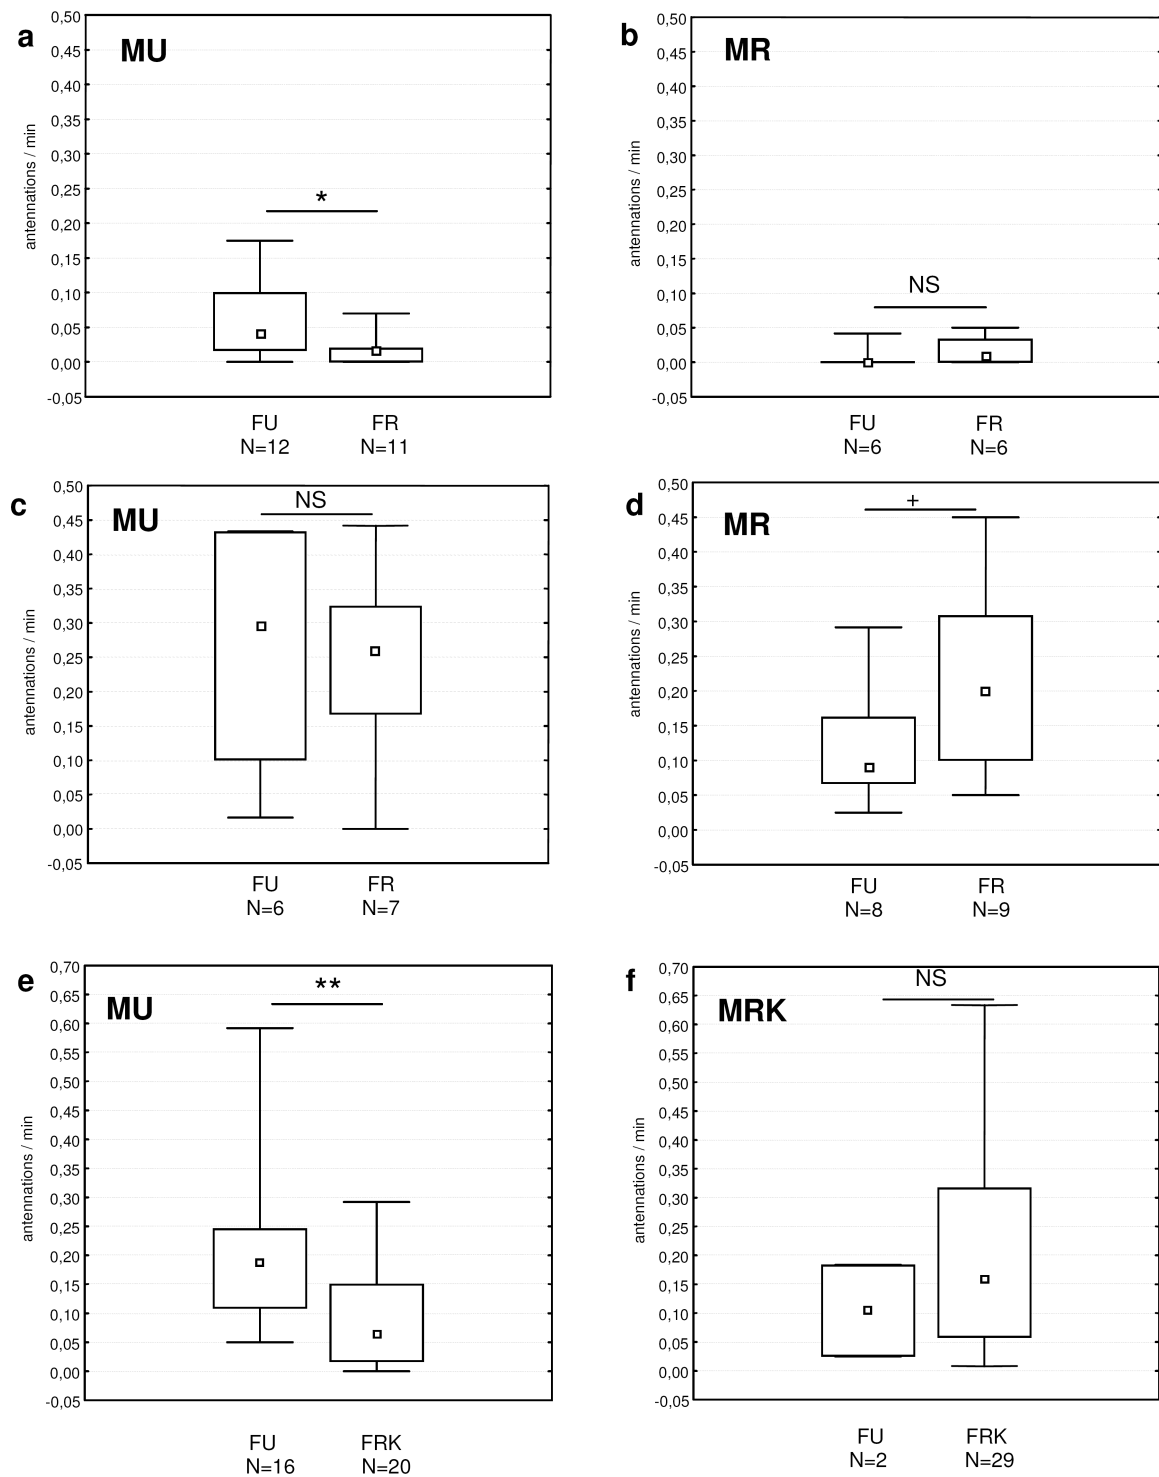 a
MU
antennations / min
0,50
0,45
0,40
0,35
0,30
0,25
0,20
0,15
0,10
0,05
0,00
-0,05
*
FU
FR
N=12
N=11
b
MR
antennations / min
0,50
0,45
0,40
0,35
0,30
0,25
0,20
0,15
0,10
0,05
0,00
-0,05
NS
FU
FR
N=6
N=6
c
MU
antennations / min
0,50
0,45
0,40
0,35
0,30
0,25
0,20
0,15
0,10
0,05
0,00
-0,05
NS
FU
FR
N=6
N=7
d
MR
antennations / min
0,50
0,45
0,40
0,35
0,30
0,25
0,20
0,15
0,10
0,05
0,00
-0,05
+
FU
FR
N=8
N=9
e
MU
antennations / min
0,70
0,65
0,60
0,55
0,50
0,45
0,40
0,35
0,30
0,25
0,20
0,15
0,10
0,05
0,00
-0,05
**
FU
FRK
N=16
N=20
f
MRK
antennations / min
0,70
0,65
0,60
0,55
0,50
0,45
0,40
0,35
0,30
0,25
0,20
0,15
0,10
0,05
0,00
-0,05
NS
FU
FRK
N=2
N=29